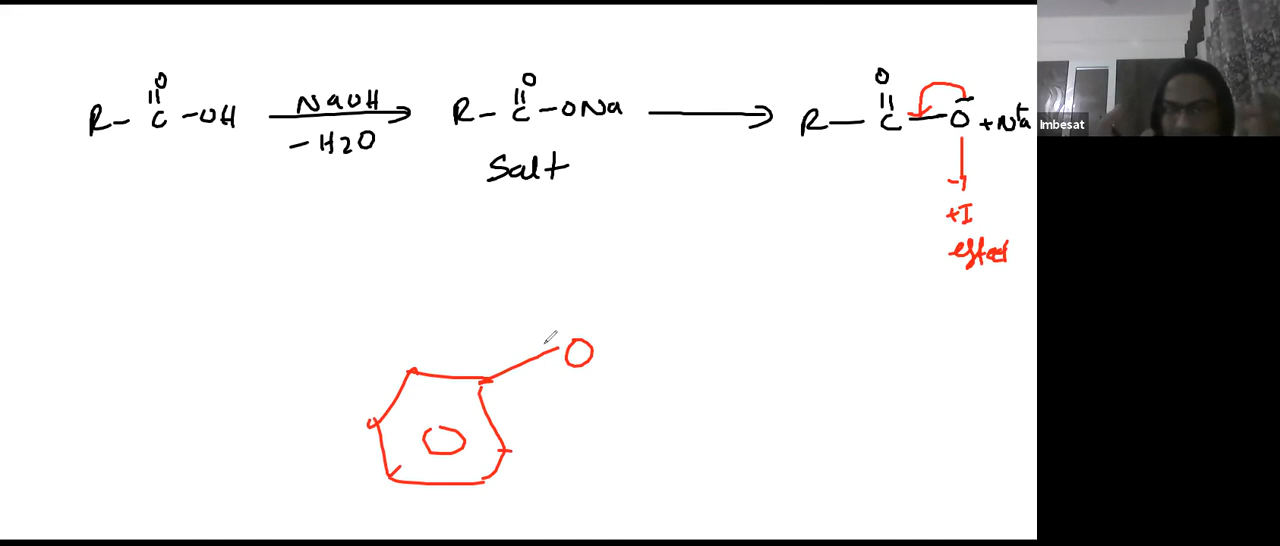 O O O
R - C - OH NaOH R - C - ONa R — C — O⁻ + Na⁺
- H2O
Salt
+I
effect
O
Imbesat